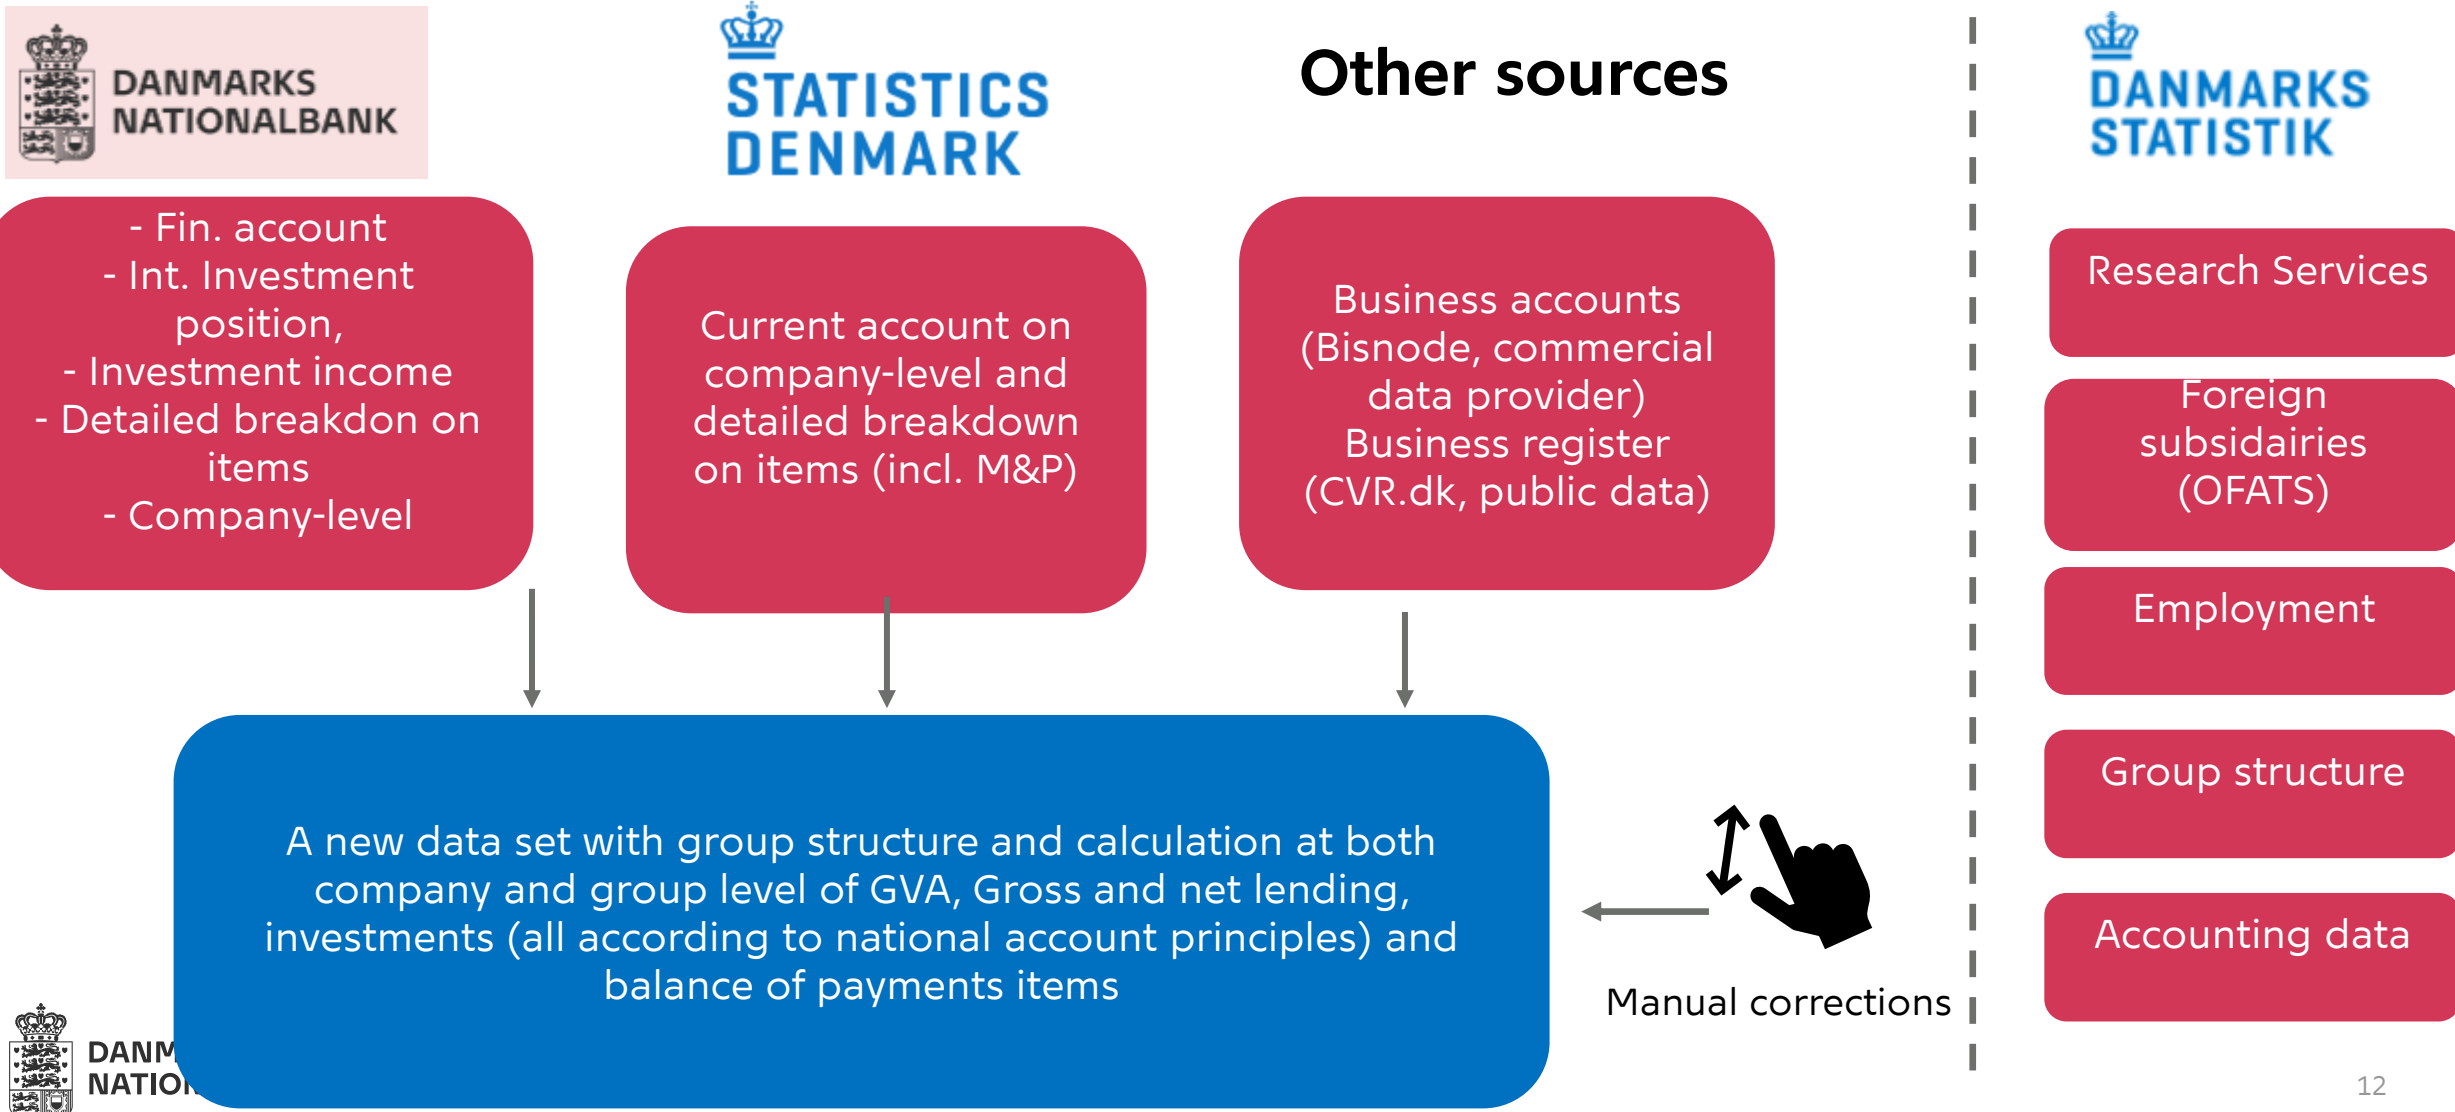 DANMARKS
NATIONALBANK
STATISTICS
DENMARK
Other sources
DANMARKS
STATISTIK
- Fin. account
- Int. Investment
position,
- Investment income
- Detailed breakdon on
items
- Company-level
Current account on
company-level and
detailed breakdown
on items (incl. M&P)
Business accounts
(Bisnode, commercial
data provider)
Business register
(CVR.dk, public data)
Research Services
Foreign
subsidairies
(OFATS)
Employment
Group structure
Accounting data
A new data set with group structure and calculation at both
company and group level of GVA, Gross and net lending,
investments (all according to national account principles) and
balance of payments items
Manual corrections
DANM
NATION
12